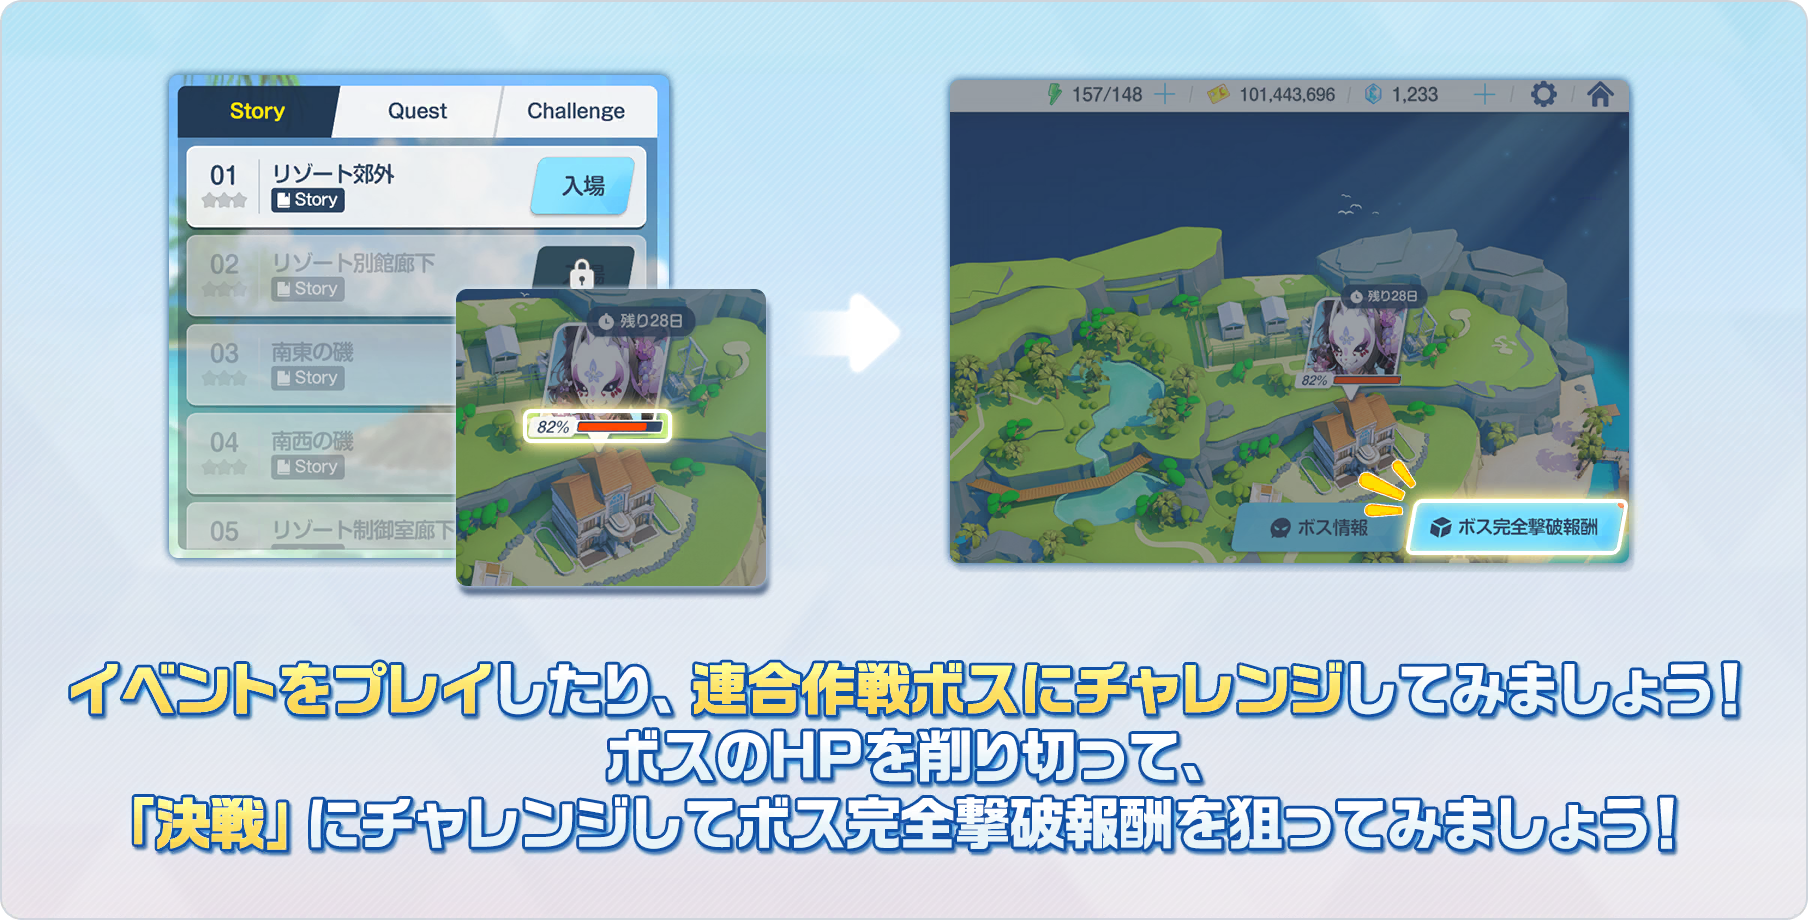 Story
Quest
Challenge
01
リゾート郊外
Story
入場
02
リゾート別館廊下
Story
03
南東の磯
Story
04
南西の磯
Story
05
リゾート制御室廊下
残り28日
82%
157/148
101,443,696
1,233
残り28日
82%
ボス情報
ボス完全撃破報酬
イベントをプレイしたり、連合作戦ボスにチャレンジしてみましょう！
ボスのHPを削り切って、
「決戦」にチャレンジしてボス完全撃破報酬を狙ってみましょう！